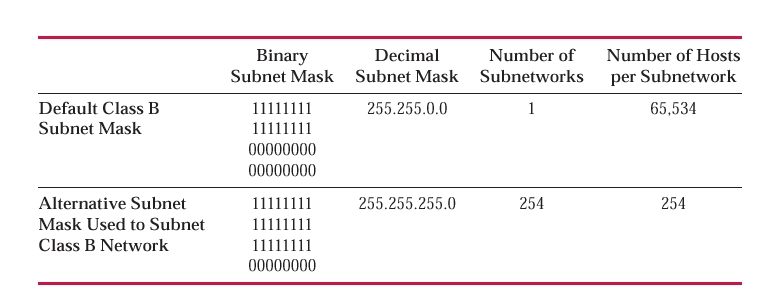 Binary Decimal Number of Number of Hosts
Subnet Mask Subnet Mask Subnetworks per Subnetwork
Default Class B 11111111 255.255.0.0 1 65,534
Subnet Mask 11111111
00000000
00000000
Alternative Subnet 11111111 255.255.255.0 254 254
Mask Used to Subnet 11111111
Class B Network 11111111
00000000